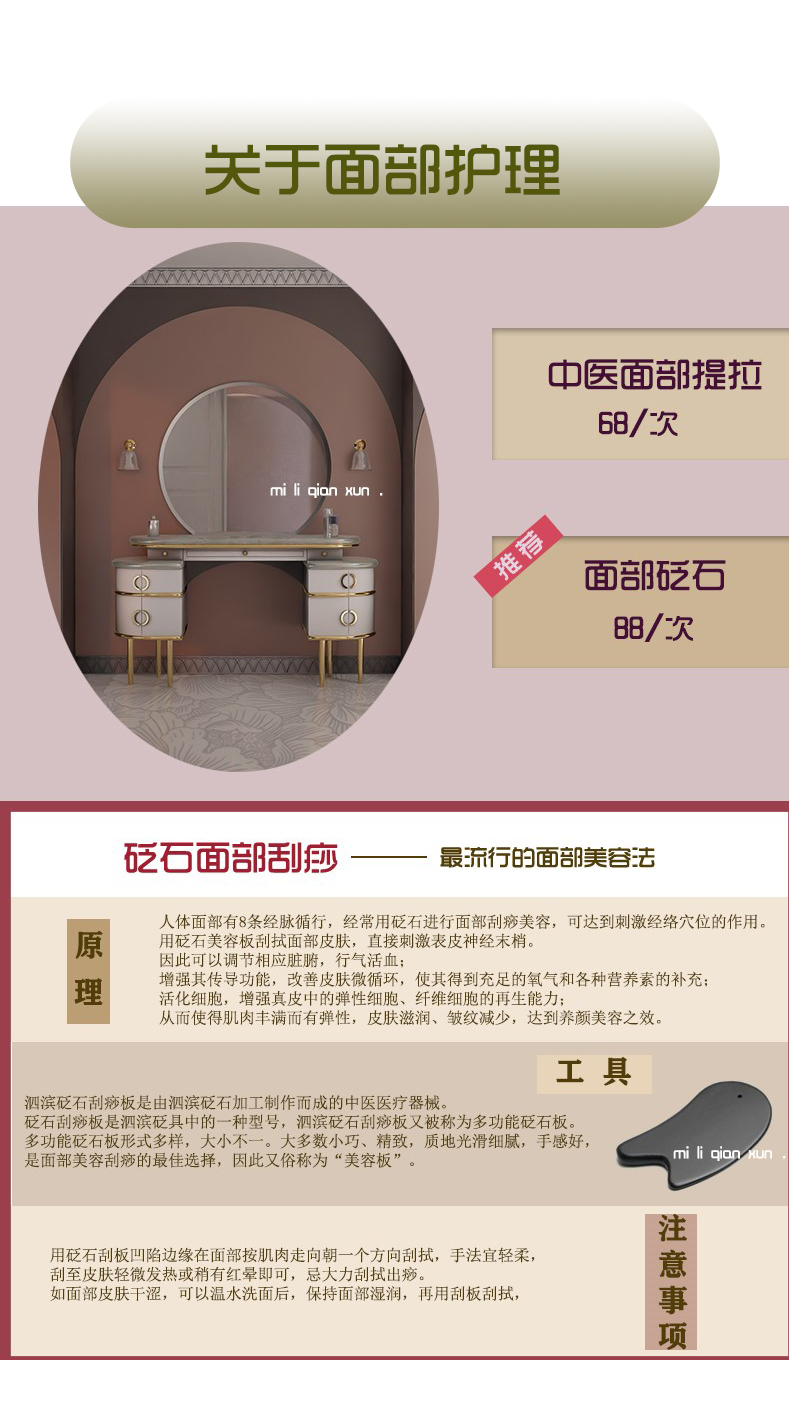 关于面部护理
中医面部提拉
68/次
mi li qian xun .
推荐
面部砭石
88/次
砭石面部刮痧
最流行的面部美容法
原理
人体面部有8条经脉循行，经常用砭石进行面部刮痧美容，可达到刺激经络穴位的作用。
用砭石美容板刮拭面部皮肤，直接刺激表皮神经末梢。
因此可以调节相应脏腑，行气活血；
增强其传导功能，改善皮肤微循环，使其得到充足的氧气和各种营养素的补充；
活化细胞，增强真皮中的弹性细胞、纤维细胞的再生能力；
从而使得肌肉丰满而有弹性，皮肤滋润、皱纹减少，达到养颜美容之效。
工 具
泗滨砭石刮痧板是由泗滨砭石加工制作而成的中医医疗器械。
砭石刮痧板是泗滨砭具中的一种型号，泗滨砭石刮痧板又被称为多功能砭石板。
多功能砭石板形式多样，大小不一。大多数小巧、精致，质地光滑细腻，手感好，
是面部美容刮痧的最佳选择，因此又俗称为“美容板”。
mi li qian xun .
注意事项
用砭石刮板凹陷边缘在面部按肌肉走向朝一个方向刮拭，手法宜轻柔，
刮至皮肤轻微发热或稍有红晕即可，忌大力刮拭出痧。
如面部皮肤干涩，可以温水洗面后，保持面部湿润，再用刮板刮拭，